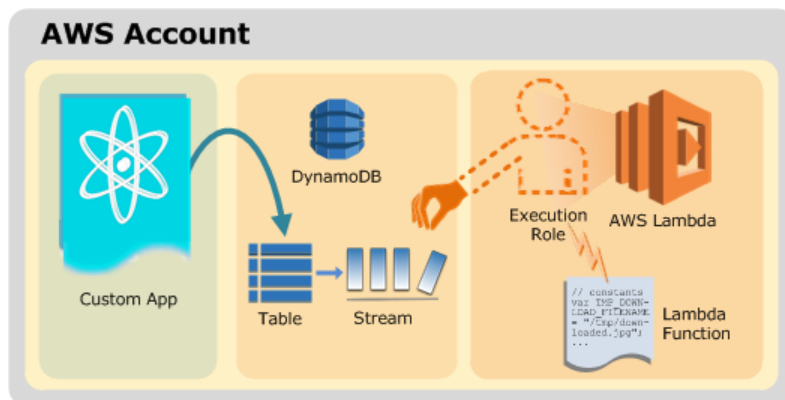 AWS Account
Custom App
DynamoDB
Table
Stream
Execution
Role
AWS Lambda
// constants
var TMP_DOWN-
LOAD_FILENAME
= "/tmp/down-
loaded.jpg";
...
Lambda
Function